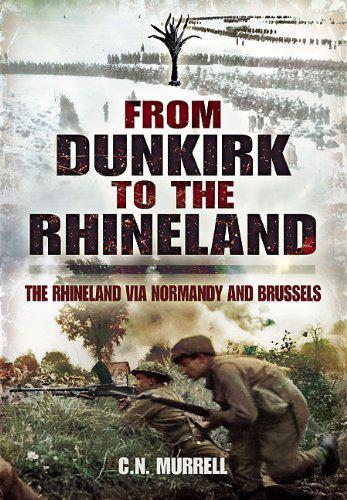 FROM
DUNKIRK
TO THE
RHINELAND
THE RHINELAND VIA NORMANDY AND BRUSSELS
C.N. MURRELL